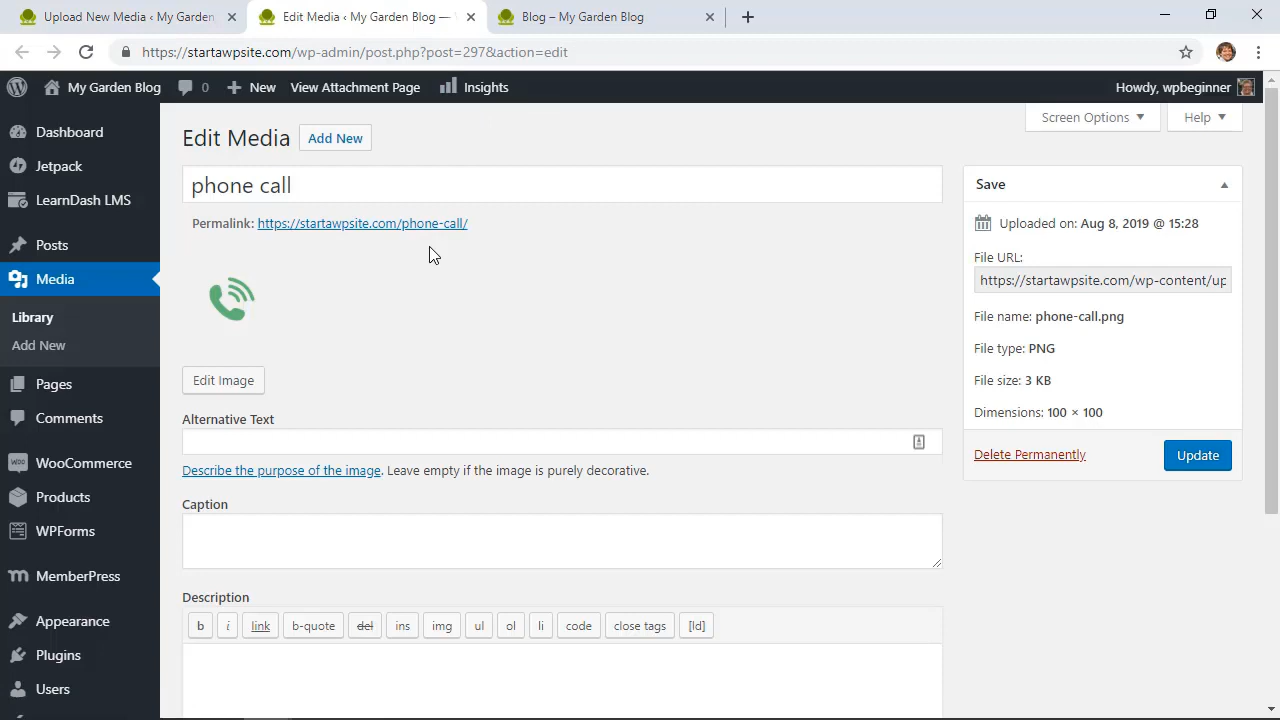 Upload New Media ‹ My Garden
Edit Media ‹ My Garden Blog —
Blog – My Garden Blog
https://startawpsite.com/wp-admin/post.php?post=297&action=edit
My Garden Blog
0
New
View Attachment Page
Insights
Howdy, wpbeginner
Dashboard
Jetpack
LearnDash LMS
Posts
Media
Library
Add New
Pages
Comments
WooCommerce
Products
WPForms
MemberPress
Appearance
Plugins
Users
Screen Options
Help
Edit Media
Add New
phone call
Permalink: https://startawpsite.com/phone-call/
Edit Image
Alternative Text
Describe the purpose of the image. Leave empty if the image is purely decorative.
Caption
Description
b i link b-quote del ins img ul ol li code close tags [ld]
Save
Uploaded on: Aug 8, 2019 @ 15:28
File URL:
https://startawpsite.com/wp-content/up
File name: phone-call.png
File type: PNG
File size: 3 KB
Dimensions: 100 × 100
Delete Permanently
Update